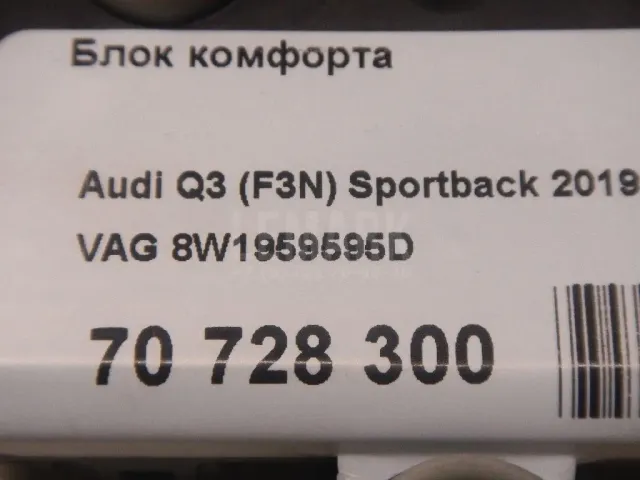 Блок комфорта
Audi Q3 (F3N) Sportback 2019
VAG 8W1959595D
70 728 300